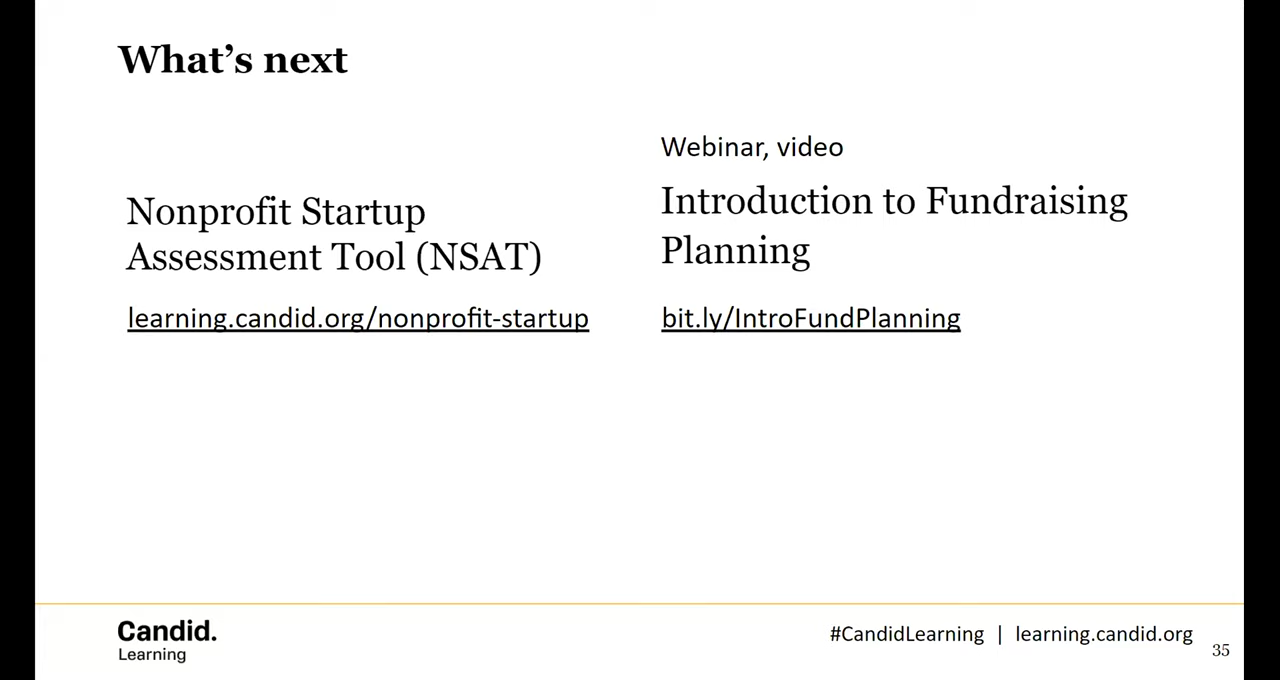 What's next
Nonprofit Startup
Assessment Tool (NSAT)
learning.candid.org/nonprofit-startup
Webinar, video
Introduction to Fundraising
Planning
bit.ly/IntroFundPlanning
Candid.
Learning
#CandidLearning | learning.candid.org
35